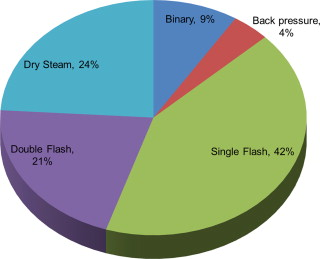 Binary, 9%
Back pressure,
4%
Dry Steam, 24%
Double Flash,
21%
Single Flash, 42%